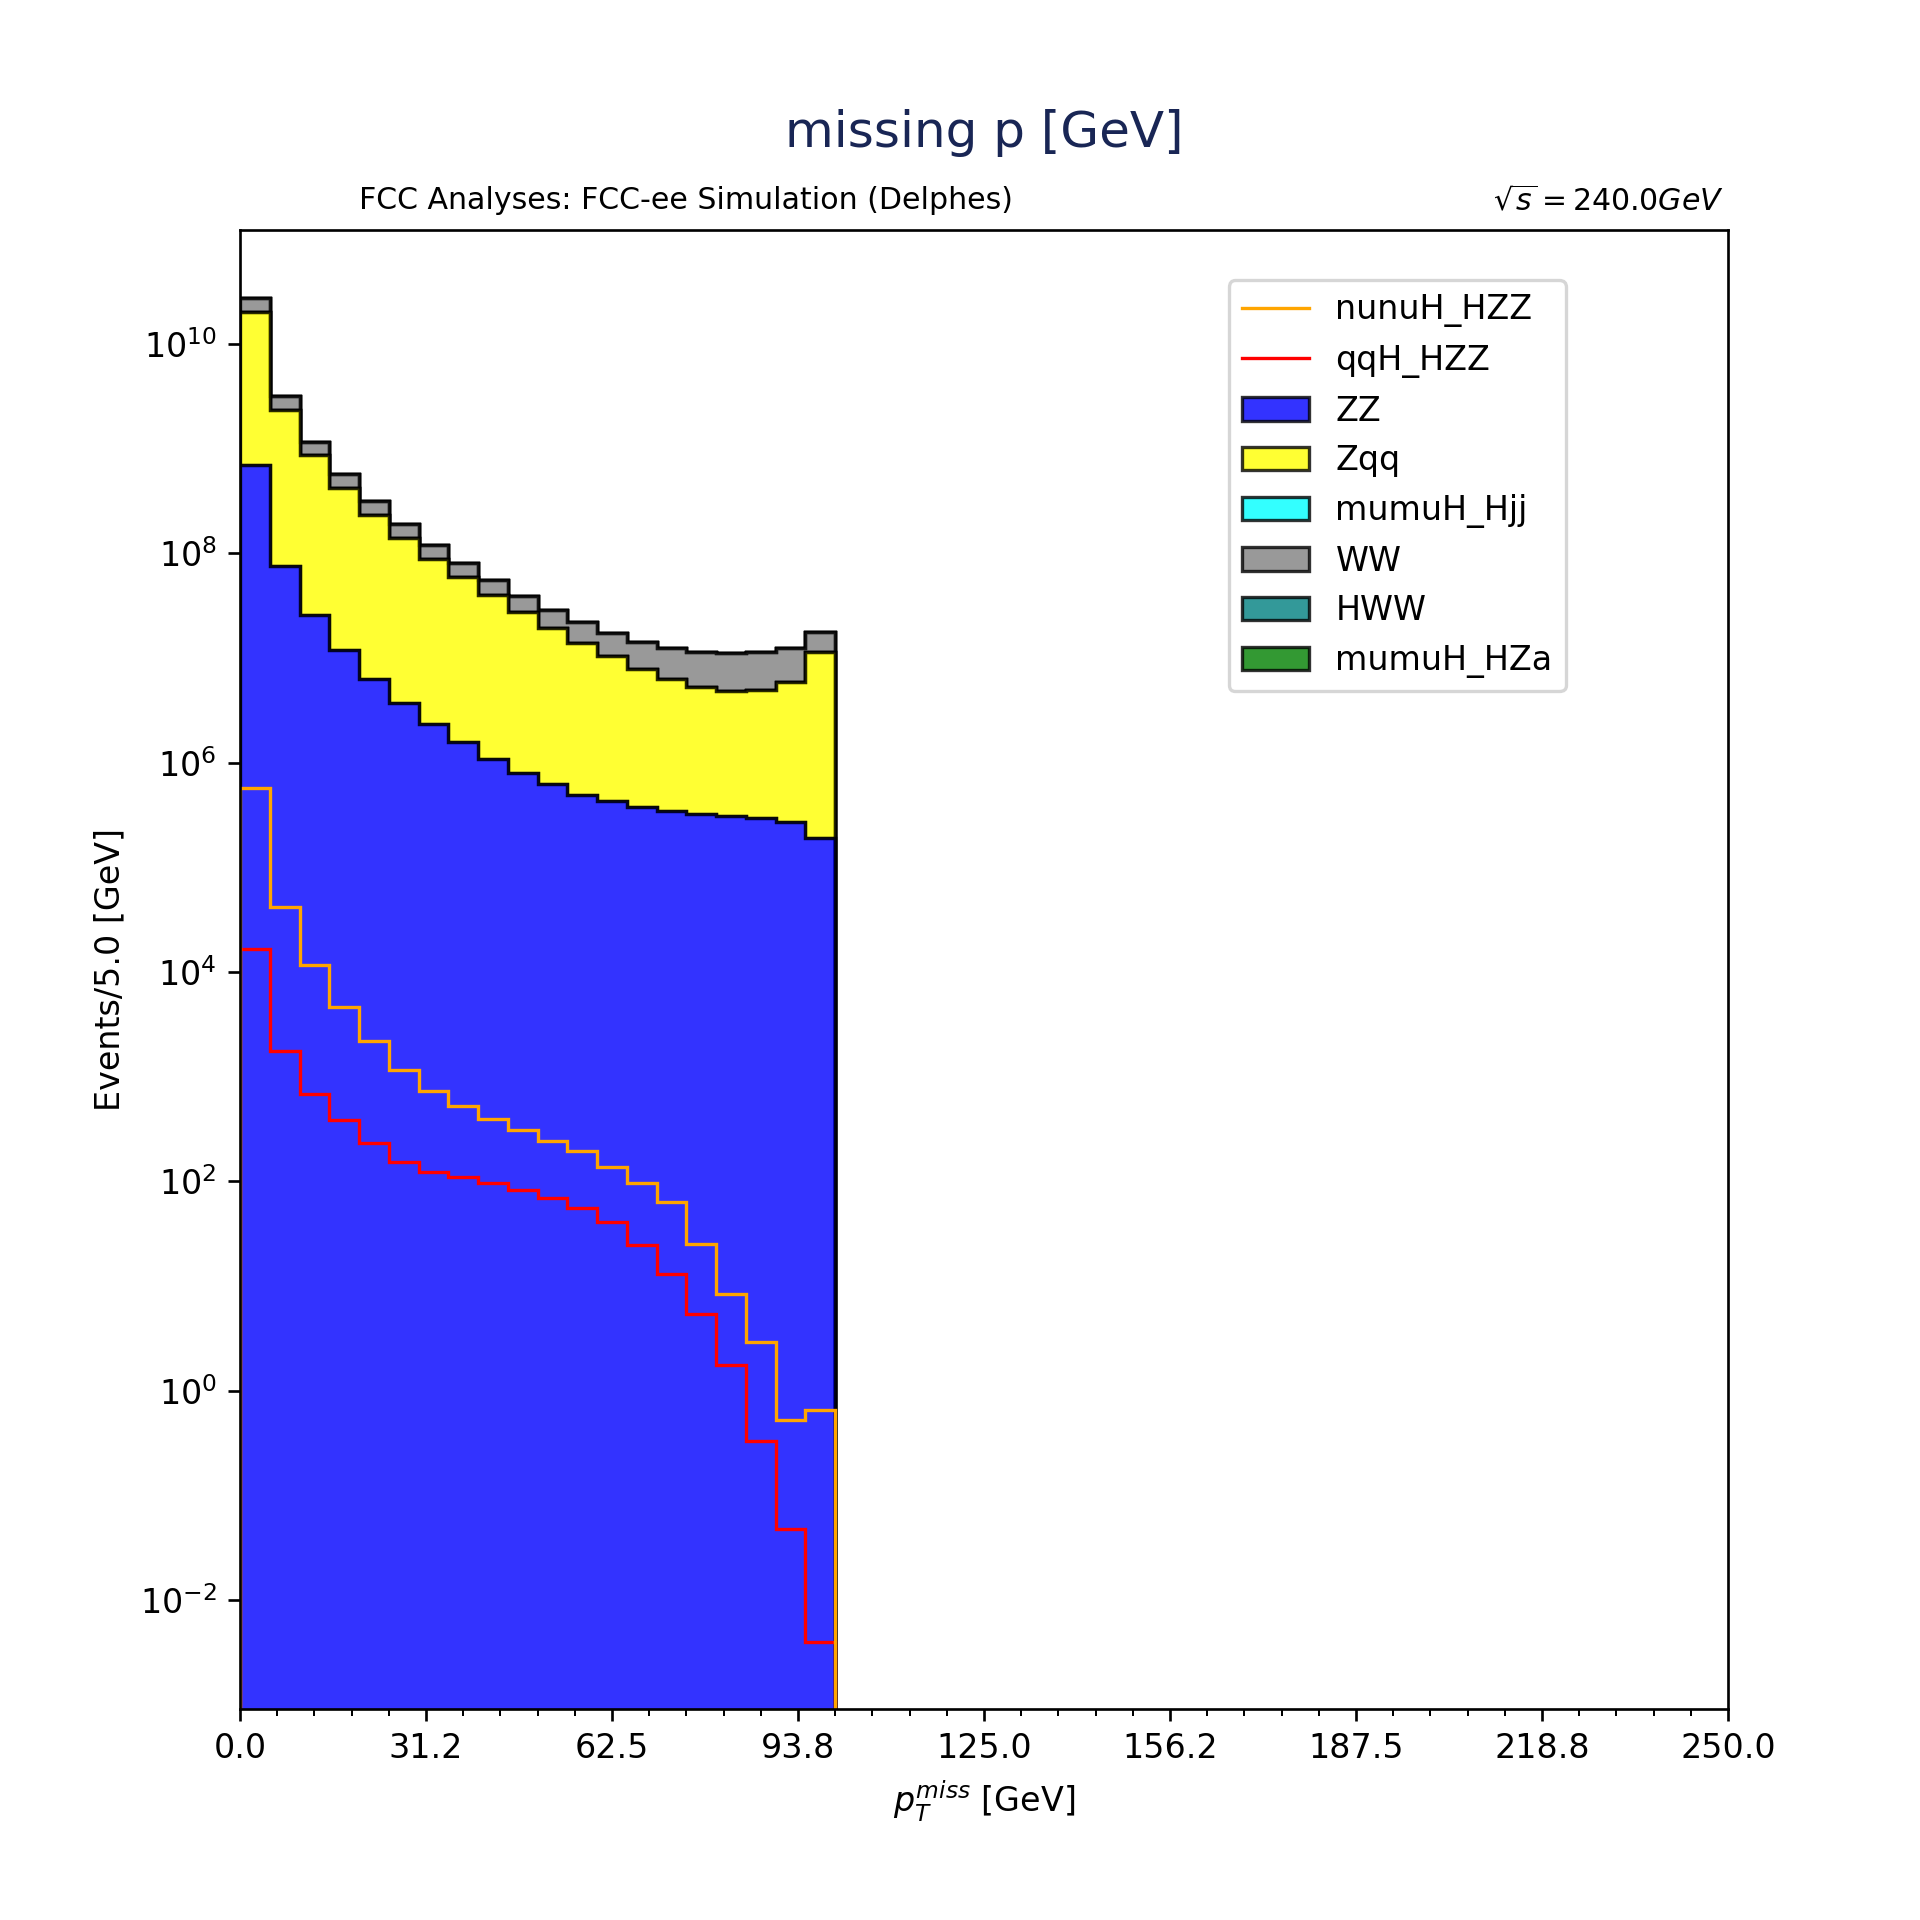 missing p [GeV]
FCC Analyses: FCC-ee Simulation (Delphes)
√s = 240.0GeV
nunuH_HZZ
qqH_HZZ
ZZ
Zqq
mumuH_Hjj
WW
HWW
mumuH_HZa
10^10
10^8
10^6
10^4
10^2
10^0
10^−2
Events/5.0 [GeV]
0.0 31.2 62.5 93.8 125.0 156.2 187.5 218.8 250.0
p_T^miss [GeV]